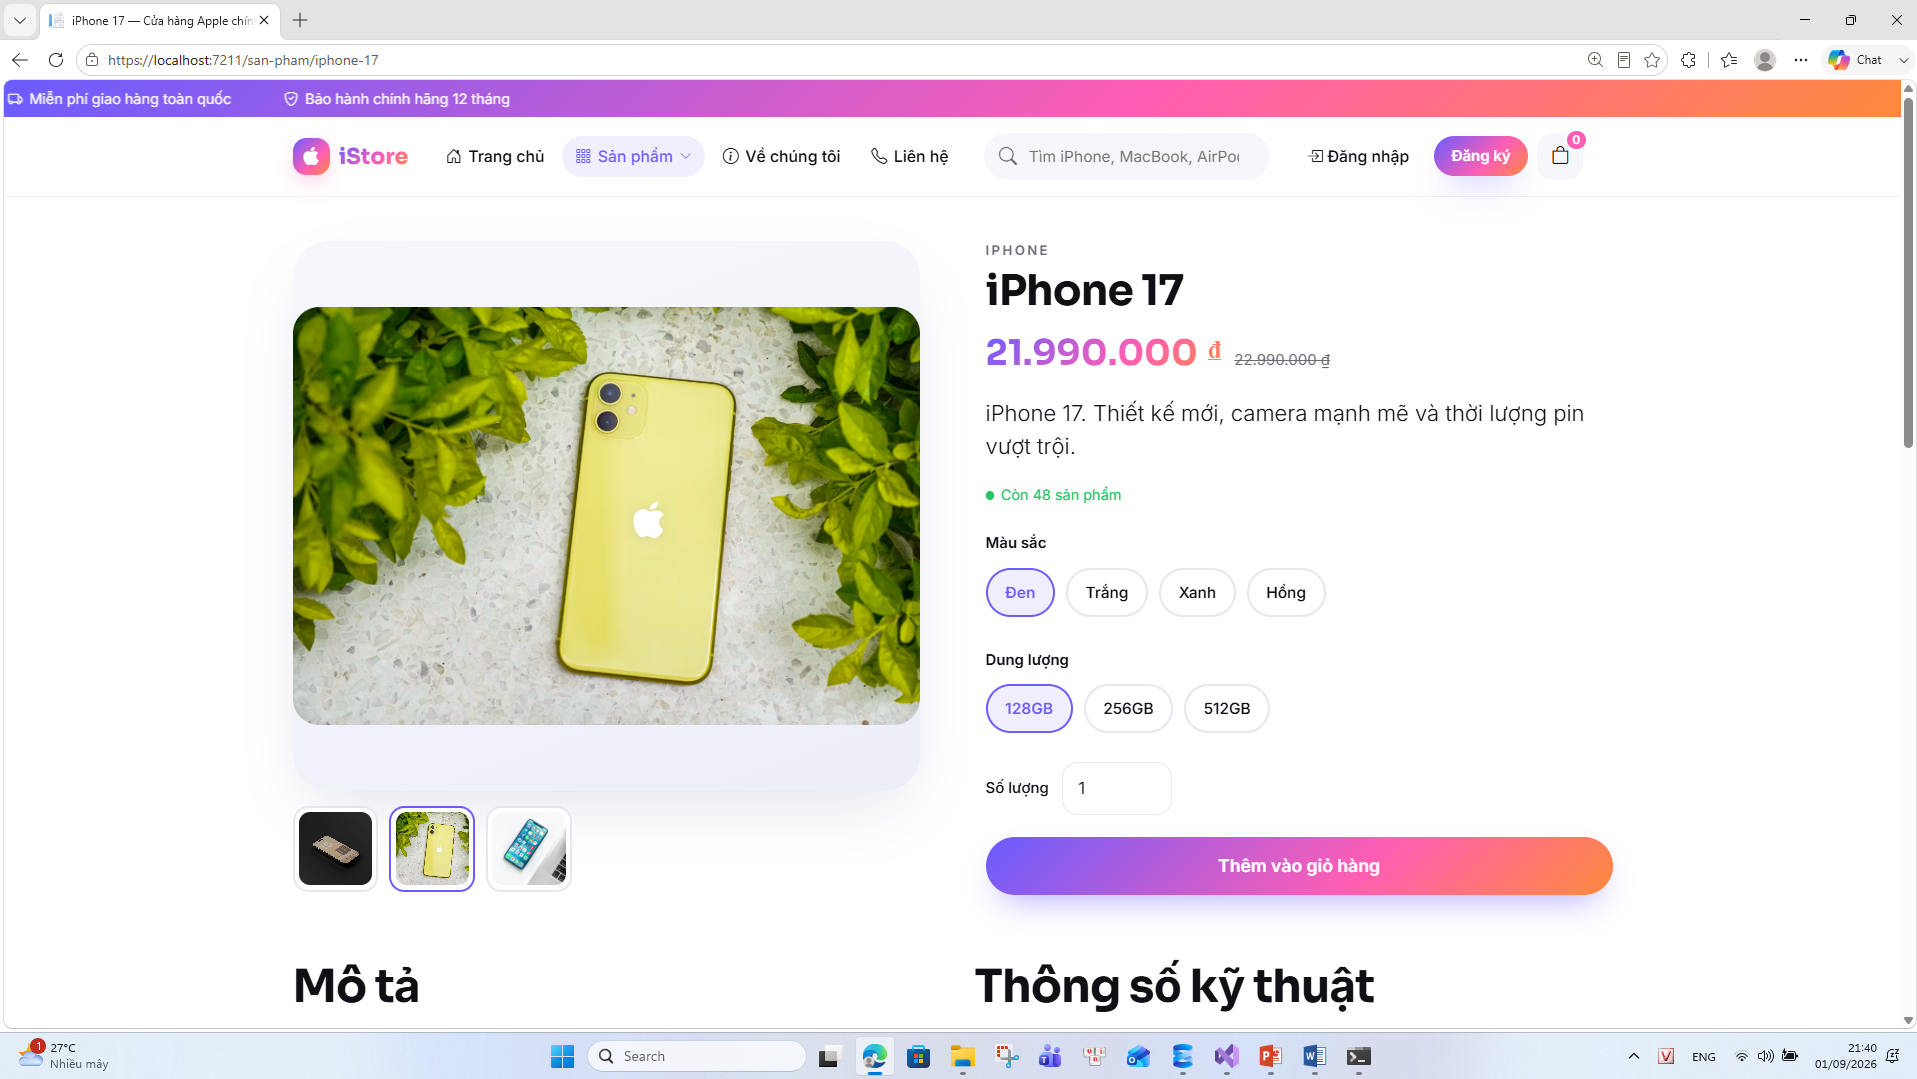 iPhone 17 — Cửa hàng Apple chín
https://localhost:7211/san-pham/iphone-17
Chat
Miễn phí giao hàng toàn quốc
Bảo hành chính hãng 12 tháng
iStore
Trang chủ
Sản phẩm
Về chúng tôi
Liên hệ
Tìm iPhone, MacBook, AirPo
Đăng nhập
Đăng ký
0
IPHONE
iPhone 17
21.990.000 ₫ 22.990.000 ₫
iPhone 17. Thiết kế mới, camera mạnh mẽ và thời lượng pin
vượt trội.
Còn 48 sản phẩm
Màu sắc
Đen
Trắng
Xanh
Hồng
Dung lượng
128GB
256GB
512GB
Số lượng
1
Thêm vào giỏ hàng
Mô tả
Thông số kỹ thuật
1
27°C
Nhiều mây
Search
ENG
21:40
01/09/2026